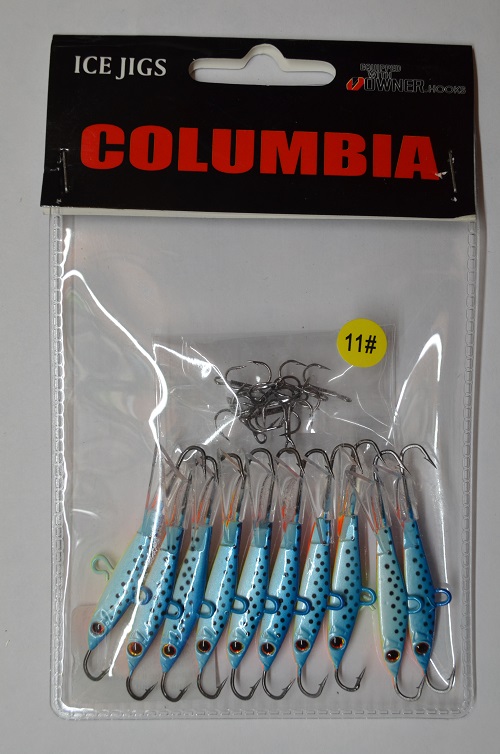 ICE JIGS
EQUIPPED
WITH
OWNER HOOKS
COLUMBIA
11#